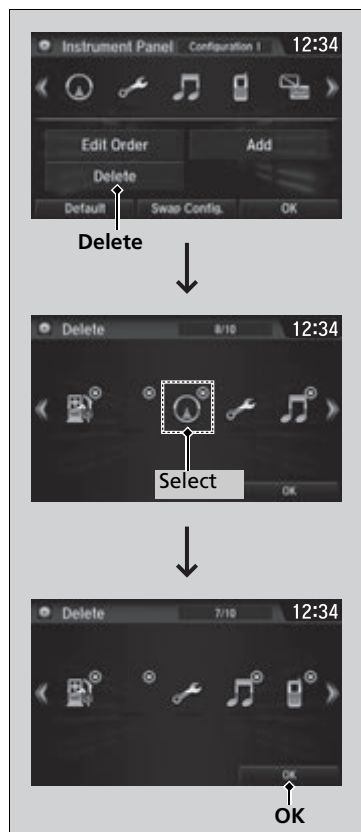 Instrument Panel Configuration 1 12:34
Edit Order Add
Delete
Default Swap Config. OK
Delete
Delete 8/10 12:34
Select
OK
Delete 7/10 12:34
OK
OK